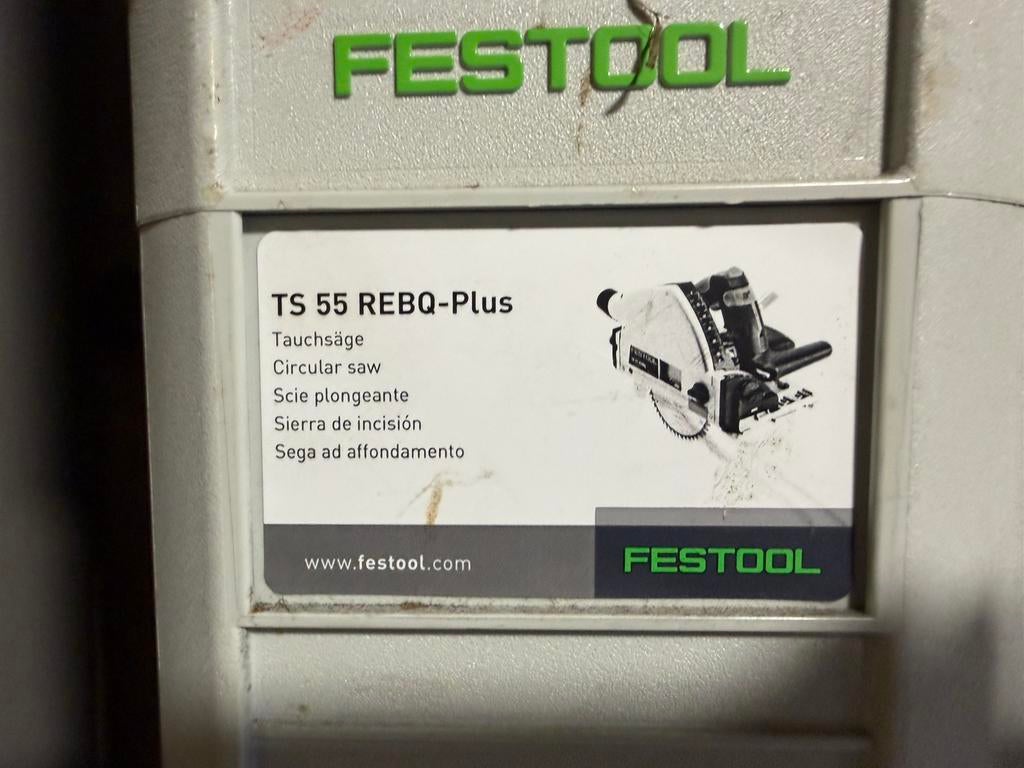 FESTOOL
TS 55 REBQ-Plus
Tauchsäge
Circular saw
Scie plongeante
Sierra de incisión
Sega ad affondamento
FESTOOL
www.festool.com
FESTOOL